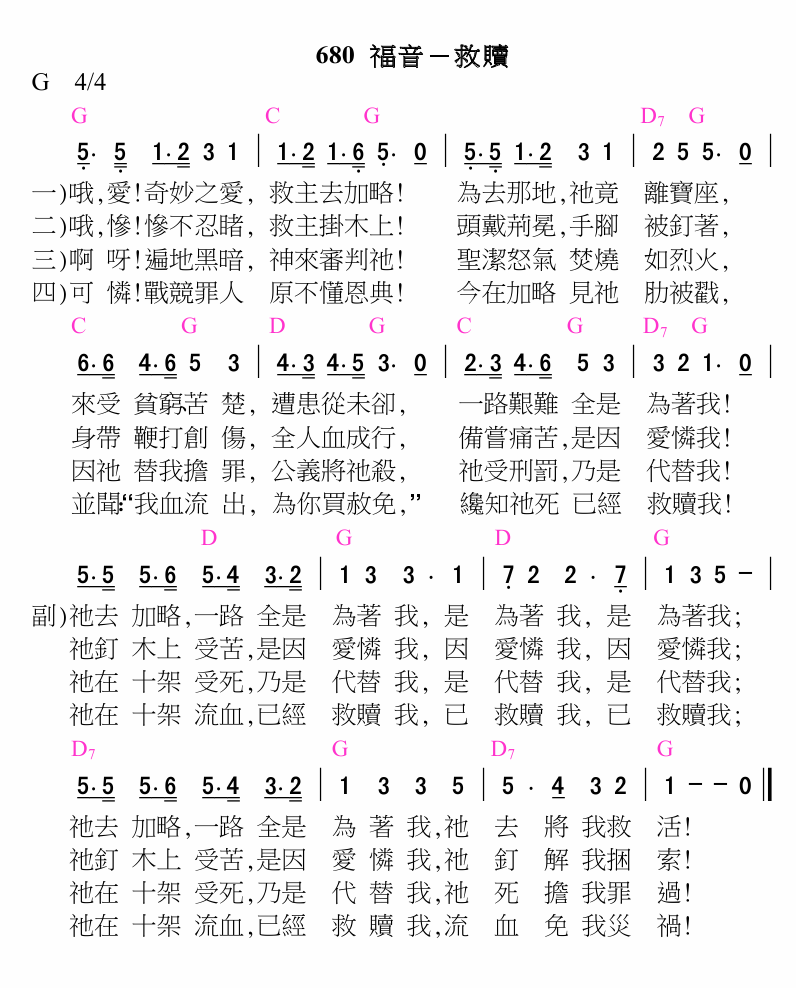 680 福音－救贖
G 4/4
G C G D7 G
5· 5 1·2 3 1 | 1·2 1·6 5· 0 | 5·5 1·2 3 1 | 2 5 5· 0 |
一)哦,愛!奇妙之愛, 救主去加略! 為去那地,祂竟 離寶座,
二)哦,慘!慘不忍睹, 救主掛木上! 頭戴荊冕,手腳 被釘著,
三)啊 呀!遍地黑暗, 神來審判祂! 聖潔怒氣 焚燒 如烈火,
四)可 憐!戰競罪人 原不懂恩典! 今在加略 見祂 肋被戳,
C G D G C G D7 G
6·6 4·6 5 3 | 4·3 4·5 3· 0 | 2·3 4·6 5 3 | 3 2 1· 0 |
來受 貧窮苦 楚, 遭患從未卻, 一路艱難 全是 為著我!
身帶 鞭打創 傷, 全人血成行, 備嘗痛苦,是因 愛憐我!
因祂 替我擔 罪, 公義將祂殺, 祂受刑罰,乃是 代替我!
並聞:“我血流 出, 為你買赦免,” 纔知祂死 已經 救贖我!
D G D G
5·5 5·6 5·4 3·2 | 1 3 3 · 1 | 7 2 2 · 7 | 1 3 5 － |
副)祂去 加略,一路 全是 為著 我, 是 為著 我, 是 為著我;
祂釘 木上 受苦,是因 愛憐 我, 因 愛憐 我, 因 愛憐我;
祂在 十架 受死,乃是 代替 我, 是 代替 我, 是 代替我;
祂在 十架 流血,已經 救贖 我, 已 救贖 我, 已 救贖我;
D7 G D7 G
5·5 5·6 5·4 3·2 | 1 3 3 5 | 5 · 4 3 2 | 1 － － 0 ‖
祂去 加略,一路 全是 為 著 我,祂 去 將 我救 活!
祂釘 木上 受苦,是因 愛 憐 我,祂 釘 解 我捆 索!
祂在 十架 受死,乃是 代 替 我,祂 死 擔 我罪 過!
祂在 十架 流血,已經 救 贖 我,流 血 免 我災 禍!